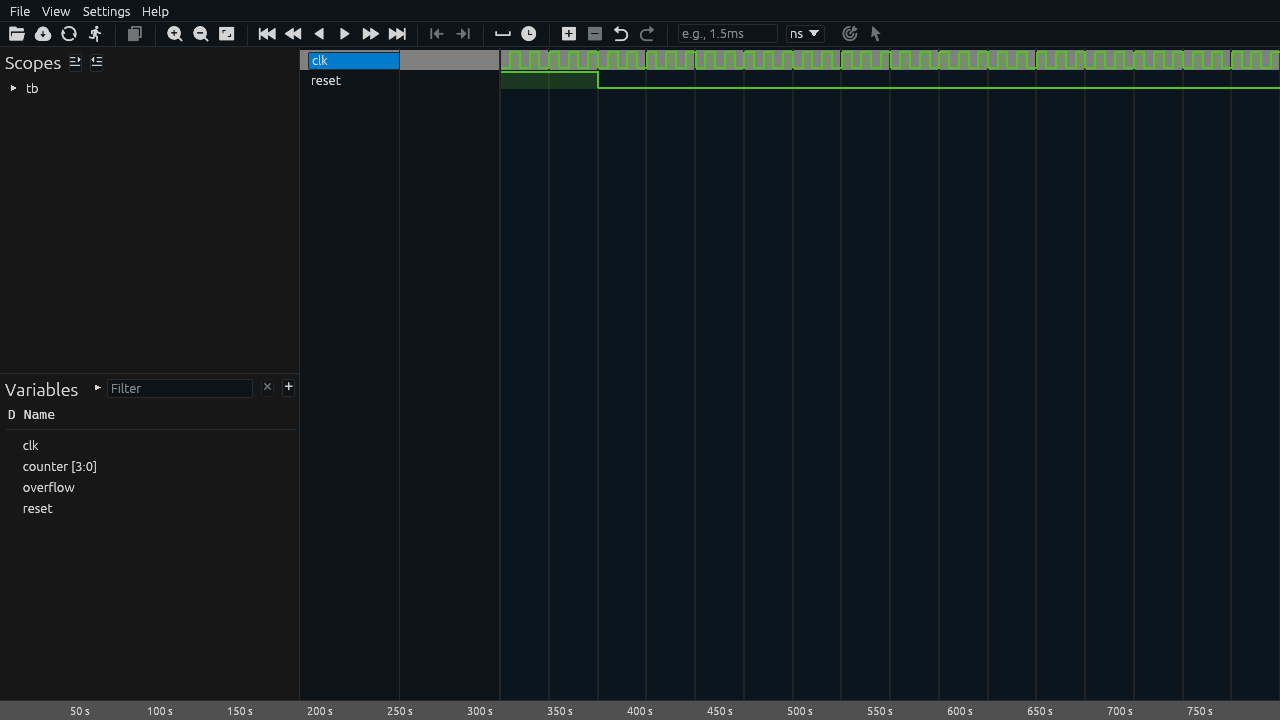 File View Settings Help
e.g., 1.5ms ns
Scopes
tb
clk
reset
Variables Filter
D Name
clk
counter [3:0]
overflow
reset
50 s 100 s 150 s 200 s 250 s 300 s 350 s 400 s 450 s 500 s 550 s 600 s 650 s 700 s 750 s